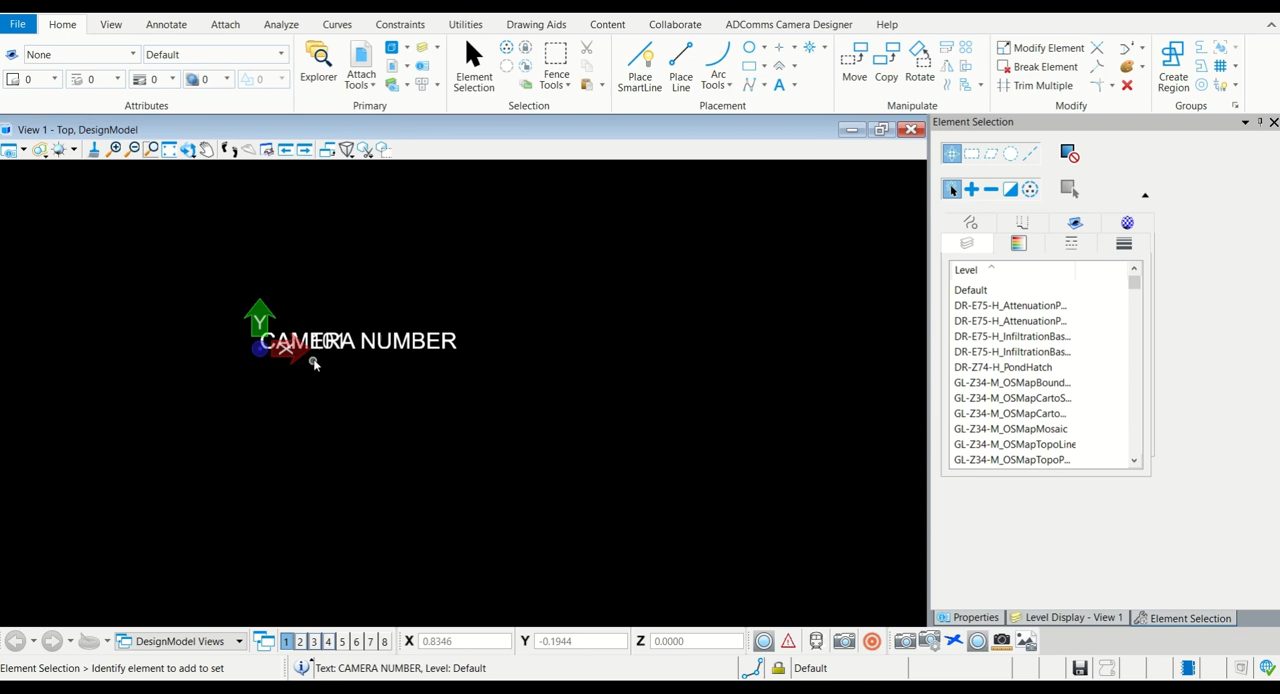 File Home View Annotate Attach Analyze Curves Constraints Utilities Drawing Aids Content Collaborate ADComms Camera Designer Help
None Default
0 0 0 0 0
Explorer Attach Tools Element Selection Fence Tools Place SmartLine Place Line Arc Tools Move Copy Rotate Modify Element Break Element Trim Multiple Create Region
Attributes Primary Selection Placement Manipulate Modify Groups
View 1 - Top, DesignModel
Element Selection
Y
X
CAMERA NUMBER
Level
Default
DR-E75-H_AttenuationP...
DR-E75-H_AttenuationP...
DR-E75-H_InfiltrationBas...
DR-E75-H_InfiltrationBas...
DR-Z74-H_PondHatch
GL-Z34-M_OSMapBound...
GL-Z34-M_OSMapCartoS...
GL-Z34-M_OSMapCarto...
GL-Z34-M_OSMapMosaic
GL-Z34-M_OSMapTopoLine
GL-Z34-M_OSMapTopoP...
Properties Level Display - View 1 Element Selection
DesignModel Views 1 2 3 4 5 6 7 8 X 0.8346 Y -0.1944 Z 0.0000
Element Selection > Identify element to add to set Text: CAMERA NUMBER, Level: Default Default